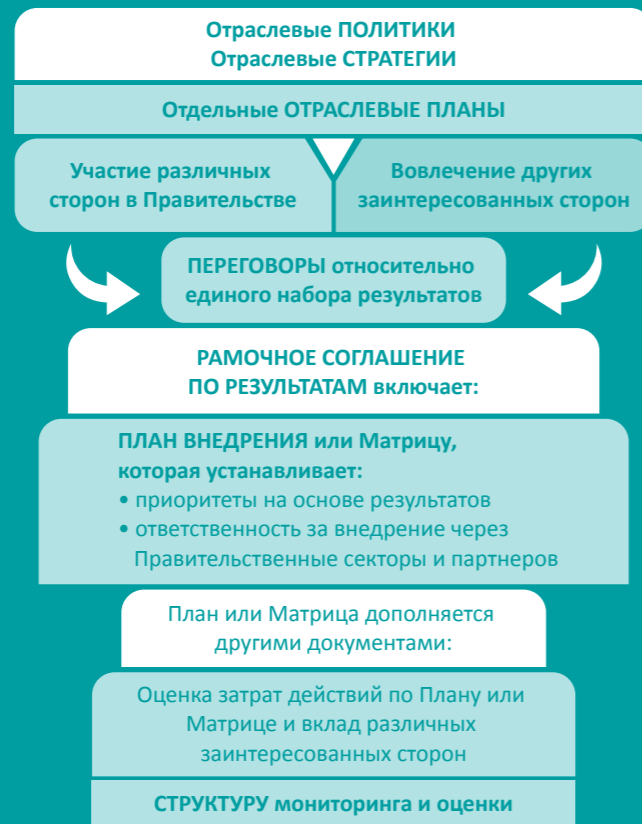 Отраслевые ПОЛИТИКИ
Отраслевые СТРАТЕГИИ
Отдельные ОТРАСЛЕВЫЕ ПЛАНЫ
Участие различных
сторон в Правительстве
Вовлечение других
заинтересованных сторон
ПЕРЕГОВОРЫ относительно
единого набора результатов
РАМОЧНОЕ СОГЛАШЕНИЕ
ПО РЕЗУЛЬТАТАМ включает:
ПЛАН ВНЕДРЕНИЯ или Матрицу,
которая устанавливает:
• приоритеты на основе результатов
• ответственность за внедрение через
Правительственные секторы и партнеров
План или Матрица дополняется
другими документами:
Оценка затрат действий по Плану или
Матрице и вклад различных
заинтересованных сторон
СТРУКТУРУ мониторинга и оценки